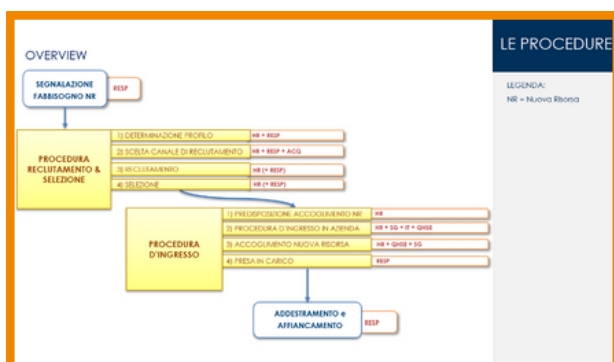 LE PROCEDURE
OVERVIEW
LEGENDA:
NR = Nuova Risorsa
SEGNALAZIONE
FABBISOGNO NR
RESP
PROCEDURA
RECLUTAMENTO &
SELEZIONE
1) DETERMINAZIONE PROFILO
HR + RESP
2) SCELTA CANALE DI RECLUTAMENTO
HR + RESP + ACQ
3) RECLUTAMENTO
HR (+ RESP)
4) SELEZIONE
HR (+ RESP)
PROCEDURA
D'INGRESSO
1) PREDISPOSIZIONE ACCOGLIMENTO NR
HR
2) PROCEDURA D'INGRESSO IN AZIENDA
HR + SG + IT + QHSE
3) ACCOGLIMENTO NUOVA RISORSA
HR + QHSE + SG
4) PRESA IN CARICO
RESP
ADDESTRAMENTO e
AFFIANCAMENTO
RESP